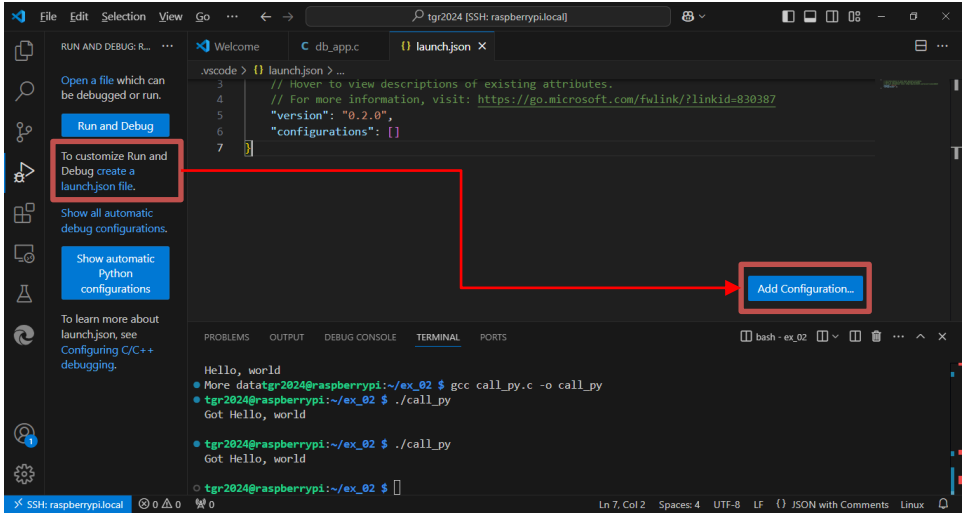 File Edit Selection View Go ··· ← → tgr2024 [SSH: raspberrypi.local]
RUN AND DEBUG: R... ···
Open a file which can
be debugged or run.
Run and Debug
To customize Run and
Debug create a
launch.json file.
Show all automatic
debug configurations.
Show automatic
Python
configurations
To learn more about
launch.json, see
Configuring C/C++
debugging.
Welcome C db_app.c {} launch.json ×
.vscode > {} launch.json > ...
3 // Hover to view descriptions of existing attributes.
4 // For more information, visit: https://go.microsoft.com/fwlink/?linkid=830387
5 "version": "0.2.0",
6 "configurations": []
7 }
Add Configuration...
PROBLEMS OUTPUT DEBUG CONSOLE TERMINAL PORTS bash - ex_02
Hello, world
More datatgr2024@raspberrypi:~/ex_02 $ gcc call_py.c -o call_py
tgr2024@raspberrypi:~/ex_02 $ ./call_py
Got Hello, world
tgr2024@raspberrypi:~/ex_02 $ ./call_py
Got Hello, world
tgr2024@raspberrypi:~/ex_02 $
1
SSH: raspberrypi.local 0 0 0 Ln 7, Col 2 Spaces: 4 UTF-8 LF {} JSON with Comments Linux